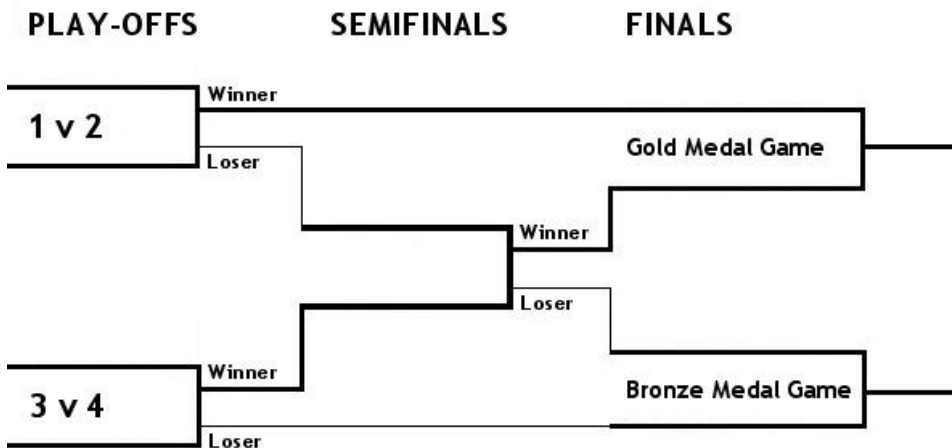 PLAY-OFFS SEMIFINALS FINALS
Winner
1 v 2
Loser
Gold Medal Game
Winner
Loser
Winner
3 v 4
Loser
Bronze Medal Game